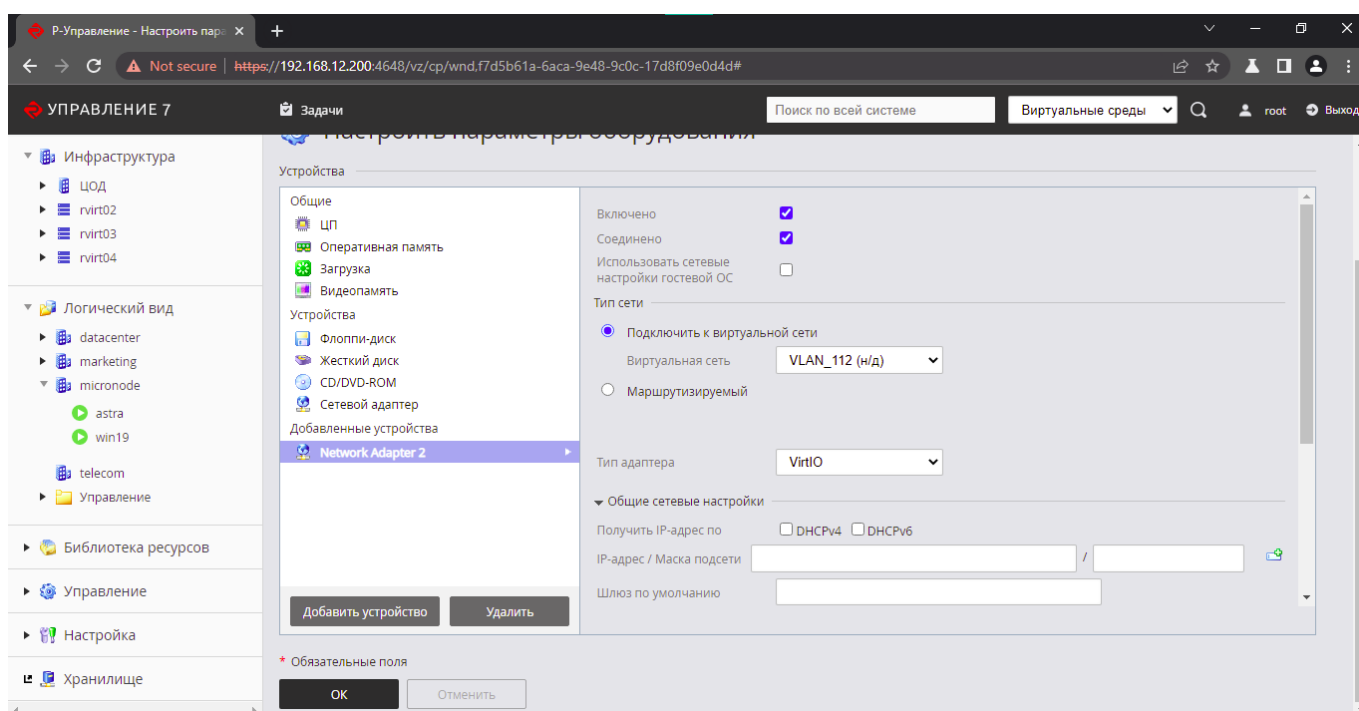 Р-Управление - Настроить пара
Not secure | https://192.168.12.200:4648/vz/cp/wnd,f7d5b61a-6aca-9e48-9c0c-17d8f09e0d4d#
УПРАВЛЕНИЕ 7
Задачи
Поиск по всей системе
Виртуальные среды
root
Выход
Настроить параметры оборудования
Инфраструктура
ЦОД
rvirt02
rvirt03
rvirt04
Логический вид
datacenter
marketing
micronode
astra
win19
telecom
Управление
Библиотека ресурсов
Управление
Настройка
Хранилище
Устройства
Общие
ЦП
Оперативная память
Загрузка
Видеопамять
Устройства
Флоппи-диск
Жесткий диск
CD/DVD-ROM
Сетевой адаптер
Добавленные устройства
Network Adapter 2
Добавить устройство
Удалить
Включено
Соединено
Использовать сетевые
настройки гостевой ОС
Тип сети
Подключить к виртуальной сети
Виртуальная сеть
VLAN_112 (н/д)
Маршрутизируемый
Тип адаптера
VirtIO
Общие сетевые настройки
Получить IP-адрес по
DHCPv4
DHCPv6
IP-адрес / Маска подсети
/
Шлюз по умолчанию
* Обязательные поля
ОК
Отменить